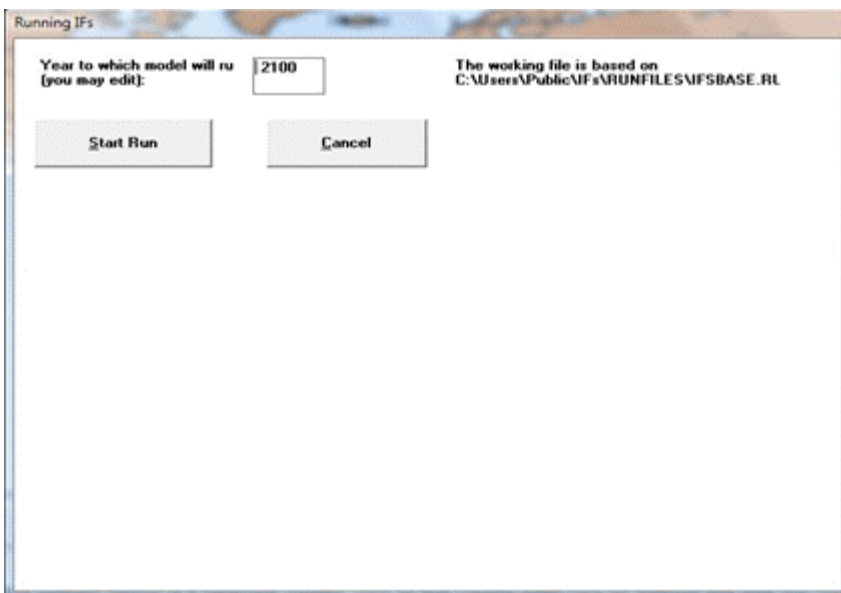 Running IFs
Year to which model will ru
(you may edit):
2100
The working file is based on
C:\Users\Public\IFs\RUNFILES\IFSBASE.RL
Start Run
Cancel